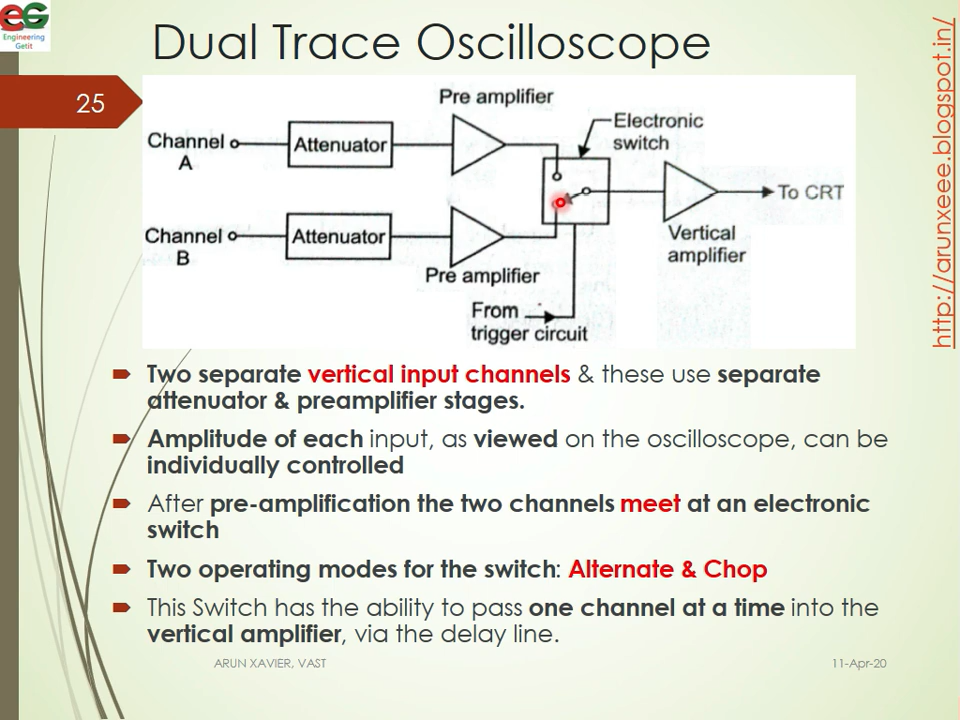 EG
Engineering
Getit
Dual Trace Oscilloscope
25
http://arunxeee.blogspot.in/
Pre amplifier
Electronic
switch
Channel
A
Attenuator
To CRT
Channel
B
Attenuator
Vertical
amplifier
Pre amplifier
From
trigger circuit
Two separate vertical input channels & these use separate
attenuator & preamplifier stages.
Amplitude of each input, as viewed on the oscilloscope, can be
individually controlled
After pre-amplification the two channels meet at an electronic
switch
Two operating modes for the switch: Alternate & Chop
This Switch has the ability to pass one channel at a time into the
vertical amplifier, via the delay line.
ARUN XAVIER, VAST
11-Apr-20